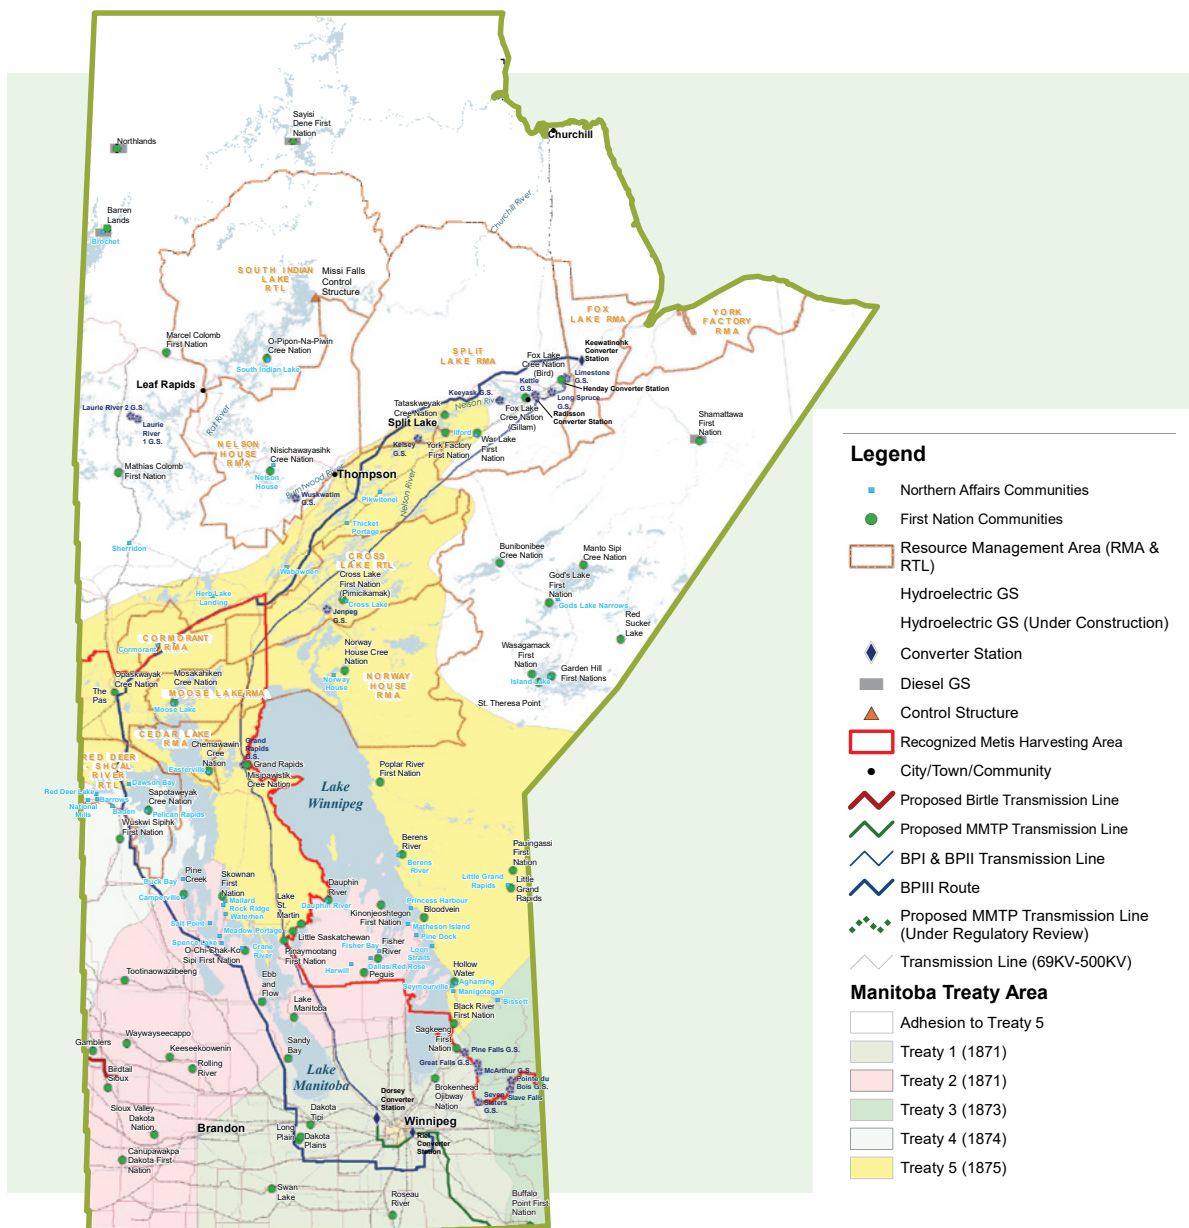 Churchill
Sayisi
Dene First
Nation
Northlands
Barren
Lands
Brochet
Churchill River
SOUTH INDIAN
LAKE
RTL
Missi Falls
Control
Structure
FOX
LAKE RMA
YORK
FACTORY
RMA
Marcel Colomb
First Nation
O-Pipon-Na-Piwin
Cree Nation
South Indian Lake
SPLIT
LAKE RMA
Fox Lake
Cree Nation
(Bird)
Keewatinohk
Converter
Station
Leaf Rapids
Kettle
G.S.
Limestone
G.S.
Henday Converter Station
Keeyask G.S.
Nelson River
Long Spruce
G.S.
Radisson
Converter Station
Laurie River 2 G.S.
Laurie
River
1 G.S.
Rat River
Tataskweyak
Cree Nation
Split Lake
Fox Lake
Cree Nation
(Gillam)
Shamattawa
First
Nation
Ilford
Kelsey
G.S.
York Factory
First
Nation
War Lake
First
Nation
NELSON
HOUSE
RMA
Nisichawayasihk
Cree Nation
Nelson
House
Mathias Colomb
First Nation
Burntwood River
Thompson
Wuskwatim
G.S.
Pikwitonei
Nelson River
Thicket
Portage
Sherridon
Bunibonibee
Cree Nation
Manto Sipi
Cree Nation
CROSS
LAKE RTL
Wabowden
Cross Lake
First Nation
(Pimicikamak)
Cross Lake
God's Lake
First
Nation
Gods Lake Narrows
Herb Lake
Landing
Jenpeg
G.S.
Red
Sucker
Lake
CORMORANT
RMA
Cormorant
Norway
House Cree
Nation
Norway
House
Wasagamack
First
Nation
Garden Hill
First Nations
Island Lake
St. Theresa Point
Opaskwayak
Cree Nation
Mosakahiken
Cree Nation
The
Pas
MOOSE LAKE RMA
Moose Lake
NORWAY
HOUSE
RMA
CEDAR LAKE
RMA
Chemawawin
Cree
Nation
Easterville
Grand
Rapids
G.S.
Grand Rapids
Misipawistik
Cree Nation
RED DEER
- SHOAL
RIVER
RTL
Dawson Bay
Red Deer Lake
Barrows
National
Mills
Baden
Sapotaweyak
Cree Nation
Pelican Rapids
Wuskwi Sipihk
First Nation
Lake
Winnipeg
Poplar River
First Nation
Berens
River
Berens
River
Pauingassi
First
Nation
Little Grand
Rapids
Little
Grand
Rapids
Pine
Creek
Duck Bay
Camperville
Skownan
First
Nation
Mallard
Rock Ridge
Waterhen
Salt Point
Meadow Portage
Spence Lake
O-Chi-Chak-Ko-
Sipi First Nation
Crane
River
Lake
St.
Martin
Dauphin
River
Dauphin River
Little Saskatchewan
Pinaymootang
First Nation
Kinonjeoshtegon
First Nation
Princess Harbour
Bloodvein
Matheson Island
Pine Dock
Fisher Bay
Fisher
River
Loon
Straits
Harwill
Dallas/Red Rose
Peguis
Hollow
Water
Aghaming
Seymourville
Manigotagan
Bissett
Tootinaowaziibeeng
Ebb
and
Flow
Lake
Manitoba
Black River
First Nation
Sagkeeng
First
Nation
Pine Falls G.S.
Great Falls G.S.
McArthur G.S.
Pointe du
Bois G.S.
Seven
Sisters
G.S.
Slave Falls
Gamblers
Waywayseecappo
Keeseekoowenin
Rolling
River
Birdtail
Sioux
Sandy
Bay
Lake
Manitoba
Brokenhead
Ojibway
Nation
Dorsey
Converter
Station
Sioux Valley
Dakota
Nation
Brandon
Dakota
Tipi
Long
Plain
Dakota
Plains
Winnipeg
Riel
Converter
Station
Canupawakpa
Dakota First
Nation
Swan
Lake
Roseau
River
Buffalo
Point First
Nation
Legend
Northern Affairs Communities
First Nation Communities
Resource Management Area (RMA &
RTL)
Hydroelectric GS
Hydroelectric GS (Under Construction)
Converter Station
Diesel GS
Control Structure
Recognized Metis Harvesting Area
City/Town/Community
Proposed Birtle Transmission Line
Proposed MMTP Transmission Line
BPI & BPII Transmission Line
BPIII Route
Proposed MMTP Transmission Line
(Under Regulatory Review)
Transmission Line (69KV-500KV)
Manitoba Treaty Area
Adhesion to Treaty 5
Treaty 1 (1871)
Treaty 2 (1871)
Treaty 3 (1873)
Treaty 4 (1874)
Treaty 5 (1875)